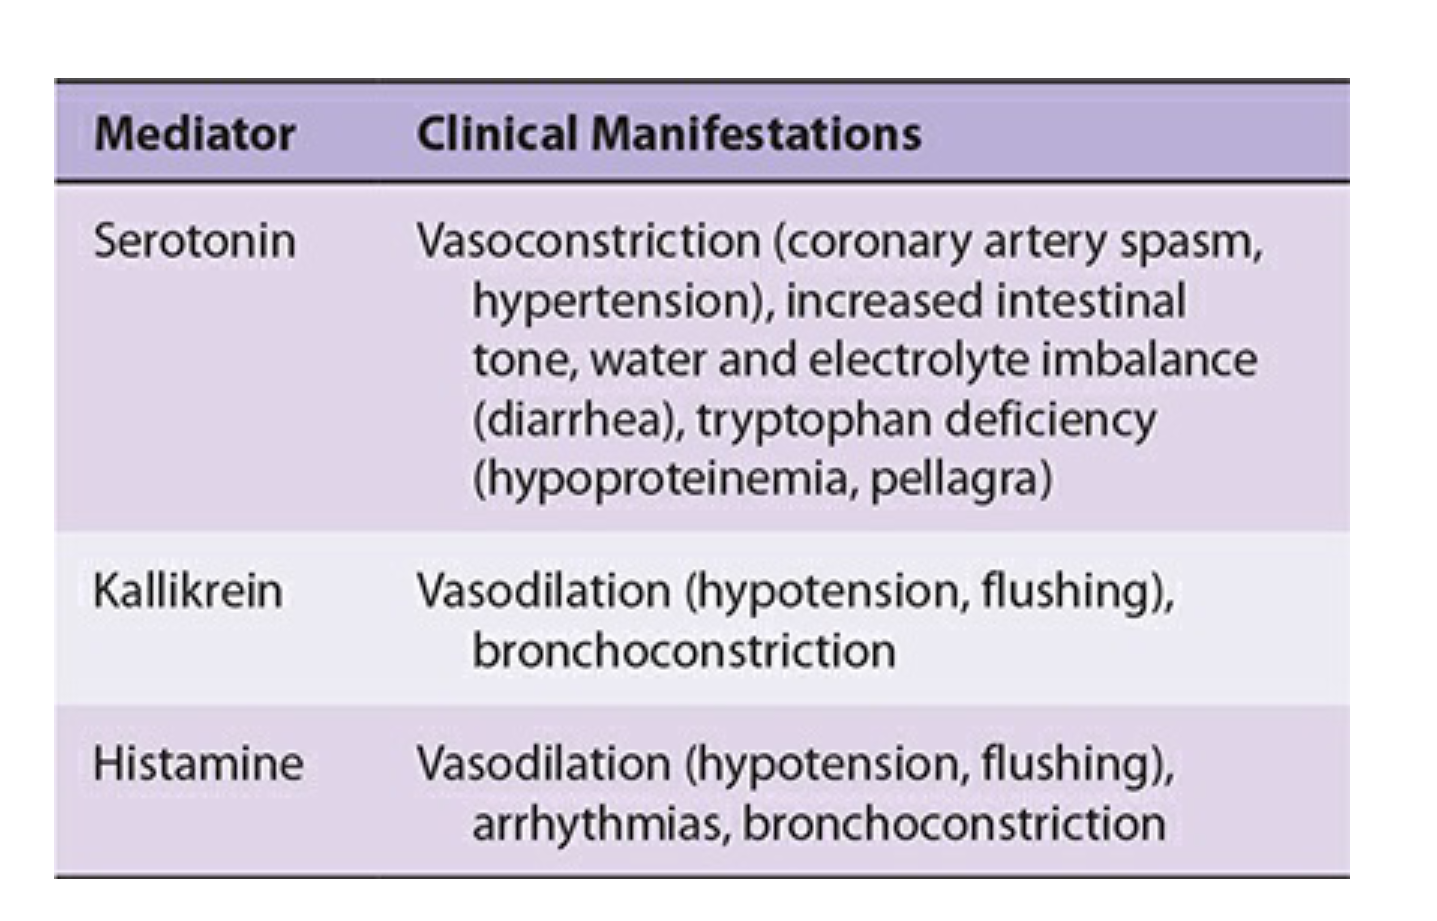 Mediator Clinical Manifestations
Serotonin Vasoconstriction (coronary artery spasm,
hypertension), increased intestinal
tone, water and electrolyte imbalance
(diarrhea), tryptophan deficiency
(hypoproteinemia, pellagra)
Kallikrein Vasodilation (hypotension, flushing),
bronchoconstriction
Histamine Vasodilation (hypotension, flushing),
arrhythmias, bronchoconstriction